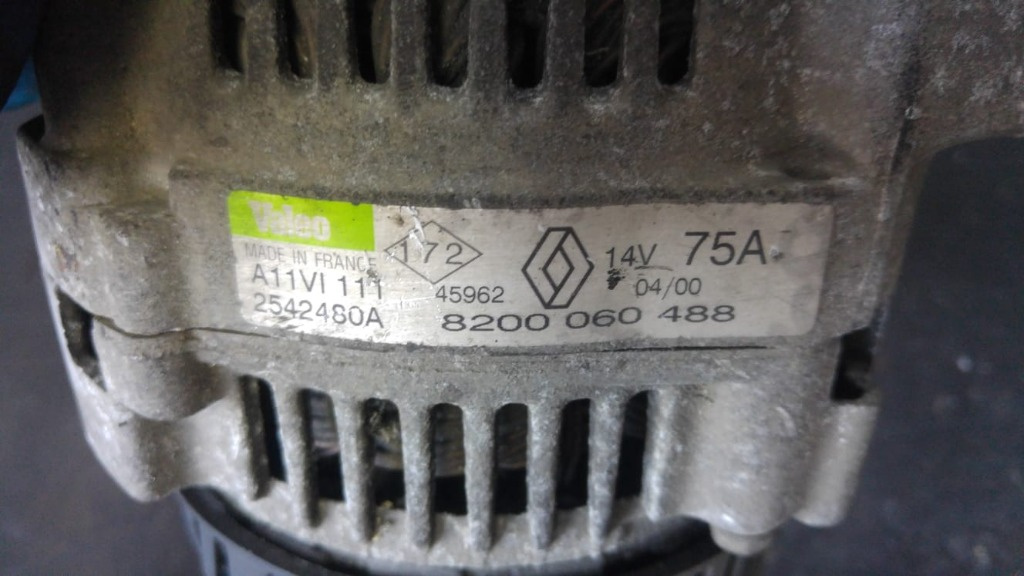 Valeo
MADE IN FRANCE
A11VI 111
2542480A
172
45962
14V 75A
04/00
8200 060 488